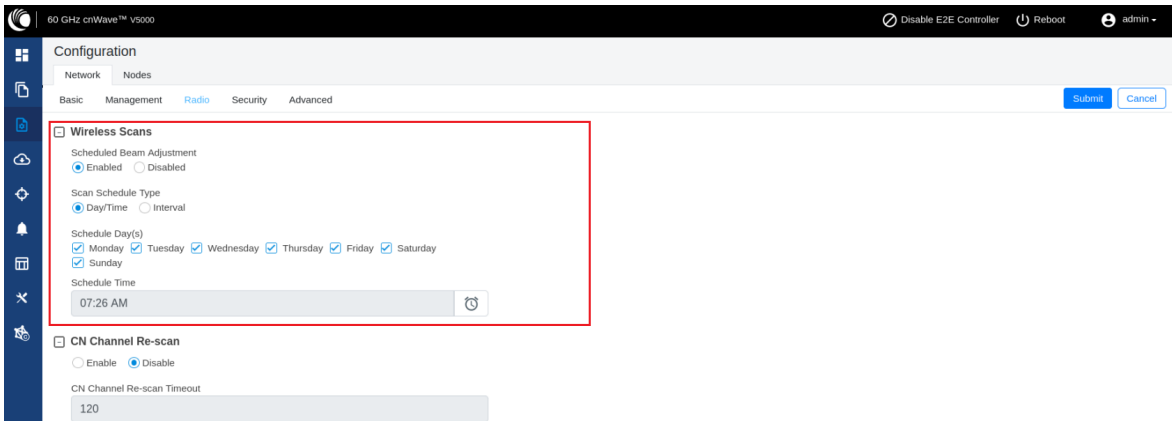 60 GHz cnWave™ V5000
Disable E2E Controller Reboot admin
Configuration
Network Nodes
Basic Management Radio Security Advanced Submit Cancel
Wireless Scans
Scheduled Beam Adjustment
Enabled Disabled
Scan Schedule Type
Day/Time Interval
Schedule Day(s)
Monday Tuesday Wednesday Thursday Friday Saturday
Sunday
Schedule Time
07:26 AM
CN Channel Re-scan
Enable Disable
CN Channel Re-scan Timeout
120